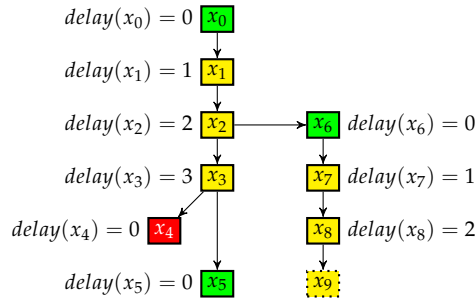 delay(x₀) = 0 x₀
delay(x₁) = 1 x₁
delay(x₂) = 2 x₂ x₆ delay(x₆) = 0
delay(x₃) = 3 x₃ x₇ delay(x₇) = 1
delay(x₄) = 0 x₄ x₈ delay(x₈) = 2
delay(x₅) = 0 x₅ x₉